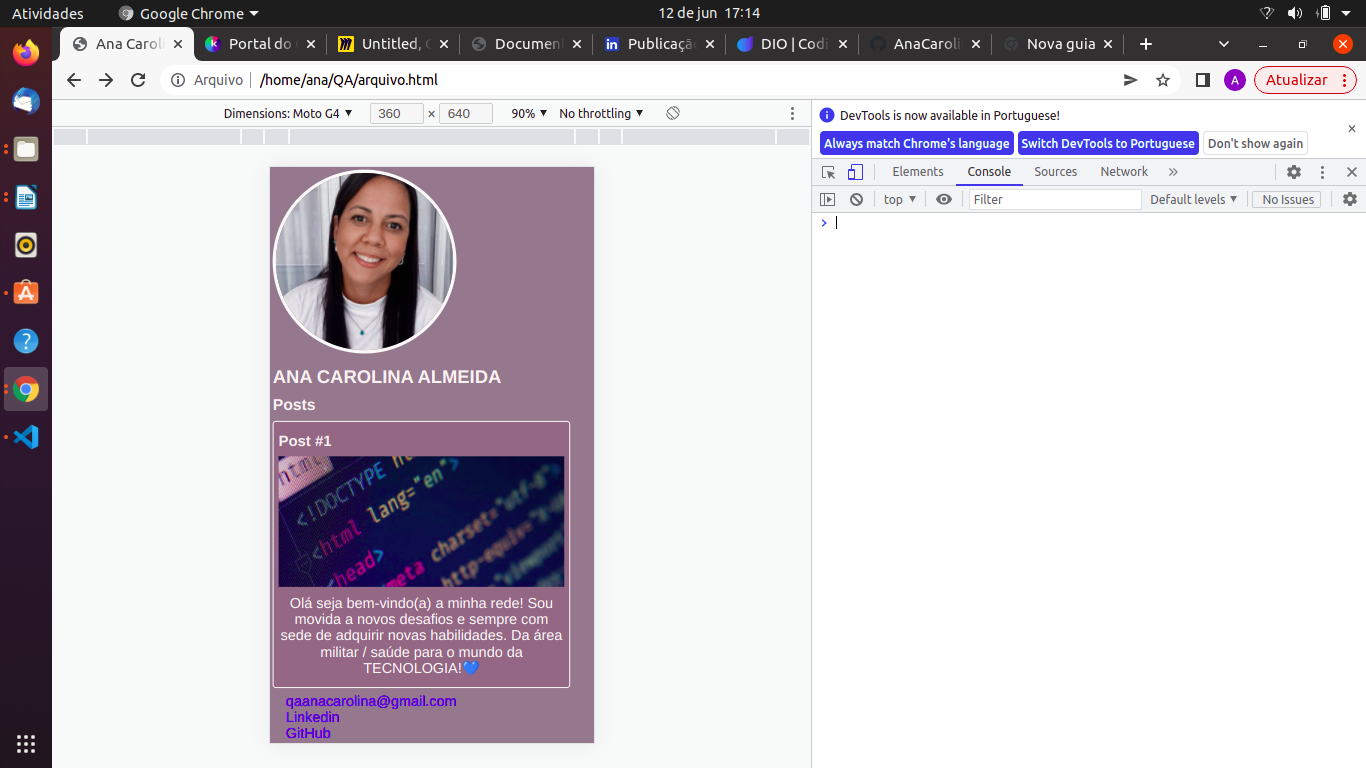 Atividades
Google Chrome
12 de jun 17:14
Ana Caroli
Portal do
Untitled,
Document
Publicaçã
DIO | Codi
AnaCaroli
Nova guia
Arquivo
/home/ana/QA/arquivo.html
A
Atualizar
Dimensions: Moto G4
360 × 640
90%
No throttling
DevTools is now available in Portuguese!
Always match Chrome's language
Switch DevTools to Portuguese
Don't show again
Elements
Console
Sources
Network
top
Filter
Default levels
No Issues
ANA CAROLINA ALMEIDA
Posts
Post #1
html
<!DOCTYPE
<html lang="en">
<head>
meta charset="utf-8"
http-equiv=
Olá seja bem-vindo(a) a minha rede! Sou
movida a novos desafios e sempre com
sede de adquirir novas habilidades. Da área
militar / saúde para o mundo da
TECNOLOGIA!💙
qaanacarolina@gmail.com
Linkedin
GitHub